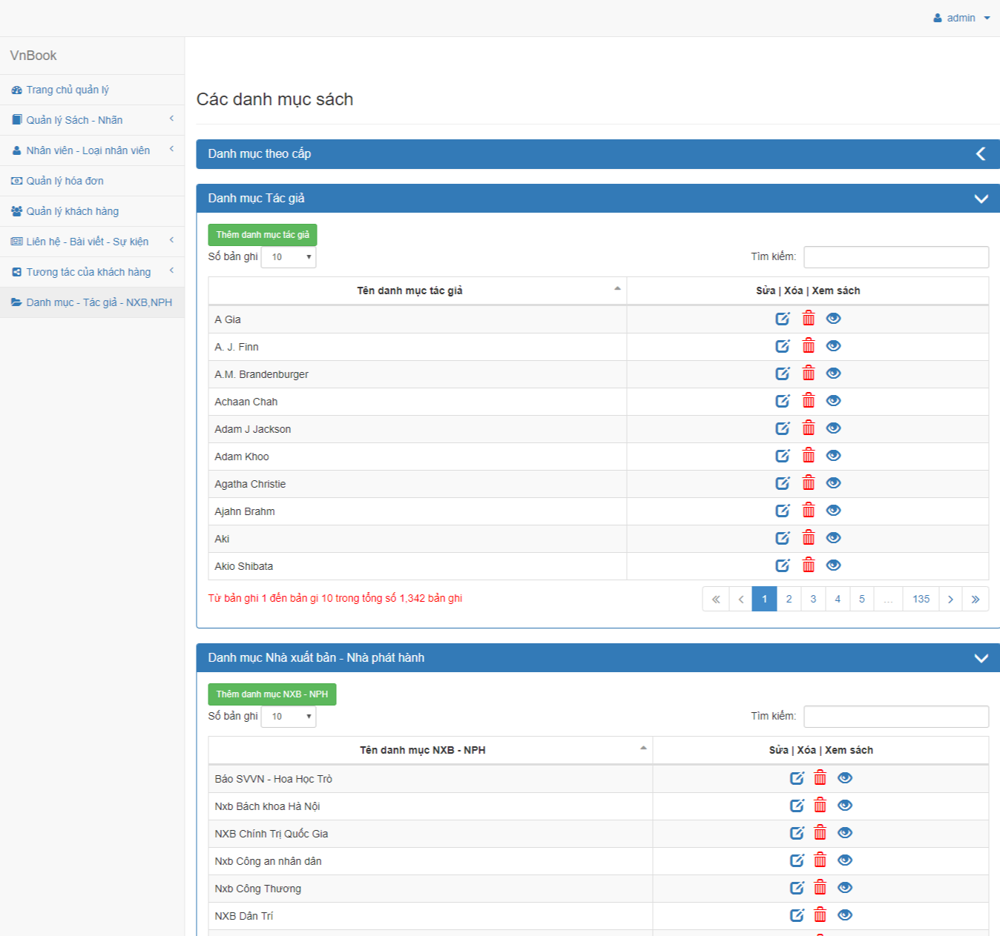 admin
VnBook
Trang chủ quản lý
Quản lý Sách - Nhãn
Nhân viên - Loại nhân viên
Quản lý hóa đơn
Quản lý khách hàng
Liên hệ - Bài viết - Sự kiện
Tương tác của khách hàng
Danh mục - Tác giả - NXB,NPH
Các danh mục sách
Danh mục theo cấp
Danh mục Tác giả
Thêm danh mục tác giả
Số bản ghi 10 Tìm kiếm:
Tên danh mục tác giả Sửa | Xóa | Xem sách
A Gia
A. J. Finn
A.M. Brandenburger
Achaan Chah
Adam J Jackson
Adam Khoo
Agatha Christie
Ajahn Brahm
Aki
Akio Shibata
Từ bản ghi 1 đến bản gi 10 trong tổng số 1,342 bản ghi « ‹ 1 2 3 4 5 … 135 › »
Danh mục Nhà xuất bản - Nhà phát hành
Thêm danh mục NXB - NPH
Số bản ghi 10 Tìm kiếm:
Tên danh mục NXB - NPH Sửa | Xóa | Xem sách
Báo SVVN - Hoa Học Trò
Nxb Bách khoa Hà Nội
NXB Chính Trị Quốc Gia
Nxb Công an nhân dân
Nxb Công Thương
NXB Dân Trí